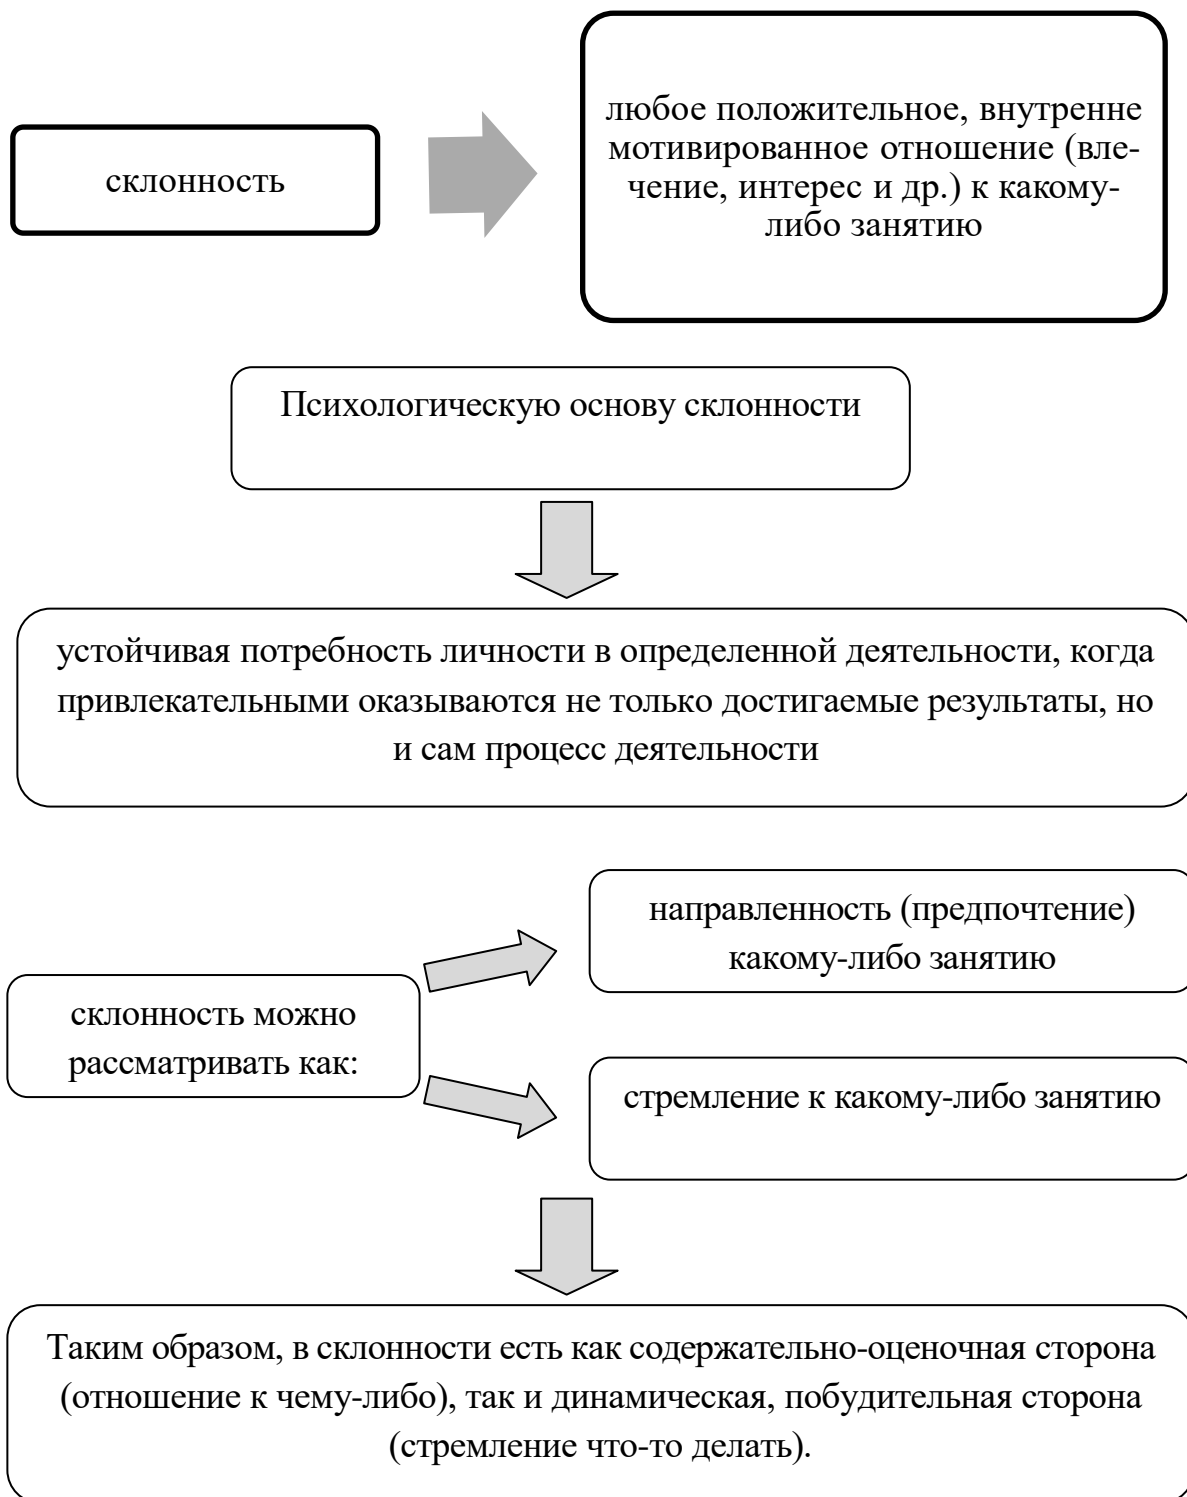 склонность
любое положительное, внутренне
мотивированное отношение (вле-
чение, интерес и др.) к какому-
либо занятию
Психологическую основу склонности
устойчивая потребность личности в определенной деятельности, когда
привлекательными оказываются не только достигаемые результаты, но
и сам процесс деятельности
склонность можно
рассматривать как:
направленность (предпочтение)
какому-либо занятию
стремление к какому-либо занятию
Таким образом, в склонности есть как содержательно-оценочная сторона
(отношение к чему-либо), так и динамическая, побудительная сторона
(стремление что-то делать).